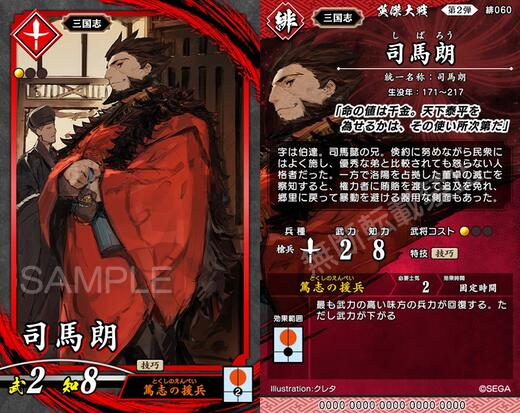 三国志
SAMPLE
司馬朗
技巧
武2 知8
とくしのえんぺい
篤志の援兵
2
緋
三国志
英傑大戦
第2弾
緋060
しばろう
司馬朗
統一名称：司馬朗
生没年：171～217
「命の値は千金。天下泰平を
為せるかは、その使い所次第だ」
字は伯達。司馬懿の兄。倹約に努めながら民衆に
はよく施し、優秀な弟と比較されても怒らない人
格者だった。一方で洛陽を占拠した董卓の滅亡を
察知すると、権力者に賄賂を渡して追及を免れ、
郷里に戻って暴動を避ける器用な側面もあった。
無断転載
兵種 武力 知力 武将コスト
槍兵 2 8 特技 技巧
とくしのえんぺい
篤志の援兵
必要士気 効果時間
2 固定時間
効果範囲
最も武力の高い味方の兵力が回復する。た
だし武力が下がる
Illustration:クレタ
©SEGA
0000-0000-0000-0000-0000